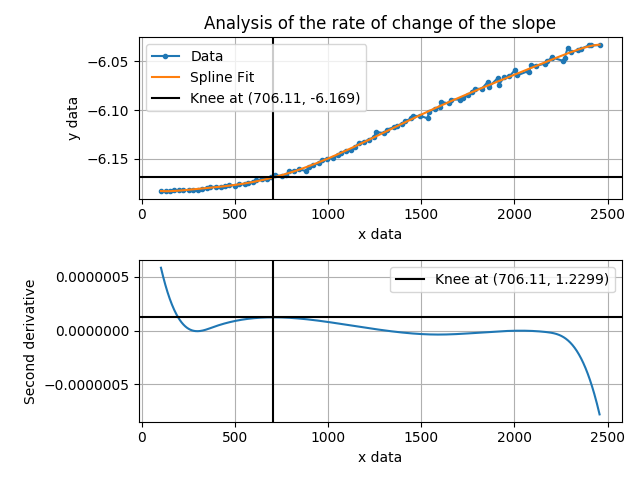 Analysis of the rate of change of the slope
Data
Spline Fit
Knee at (706.11, -6.169)
−6.05
−6.10
−6.15
y data
0 500 1000 1500 2000 2500
x data
Knee at (706.11, 1.2299)
0.0000005
0.0000000
−0.0000005
Second derivative
0 500 1000 1500 2000 2500
x data